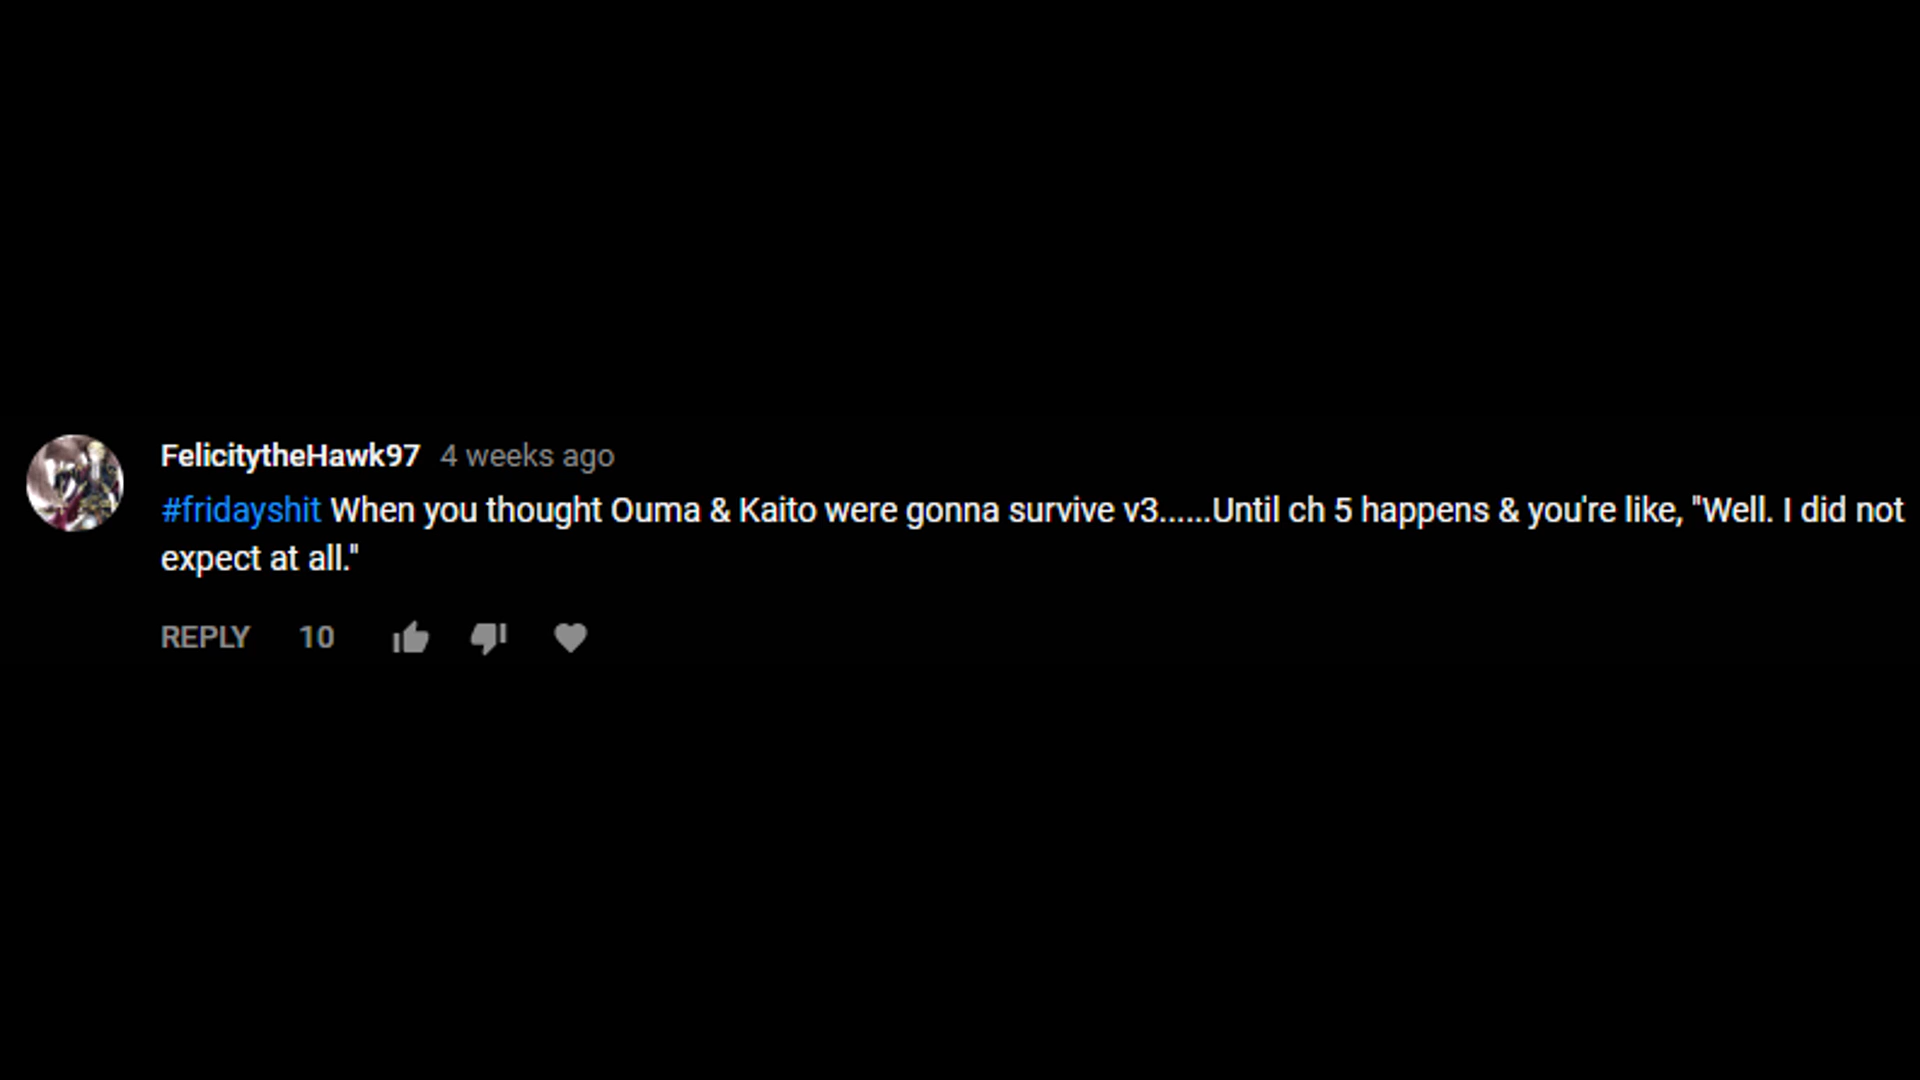 FelicitytheHawk97 4 weeks ago
#fridayshit When you thought Ouma & Kaito were gonna survive v3......Until ch 5 happens & you're like, "Well. I did not
expect at all."
REPLY 10